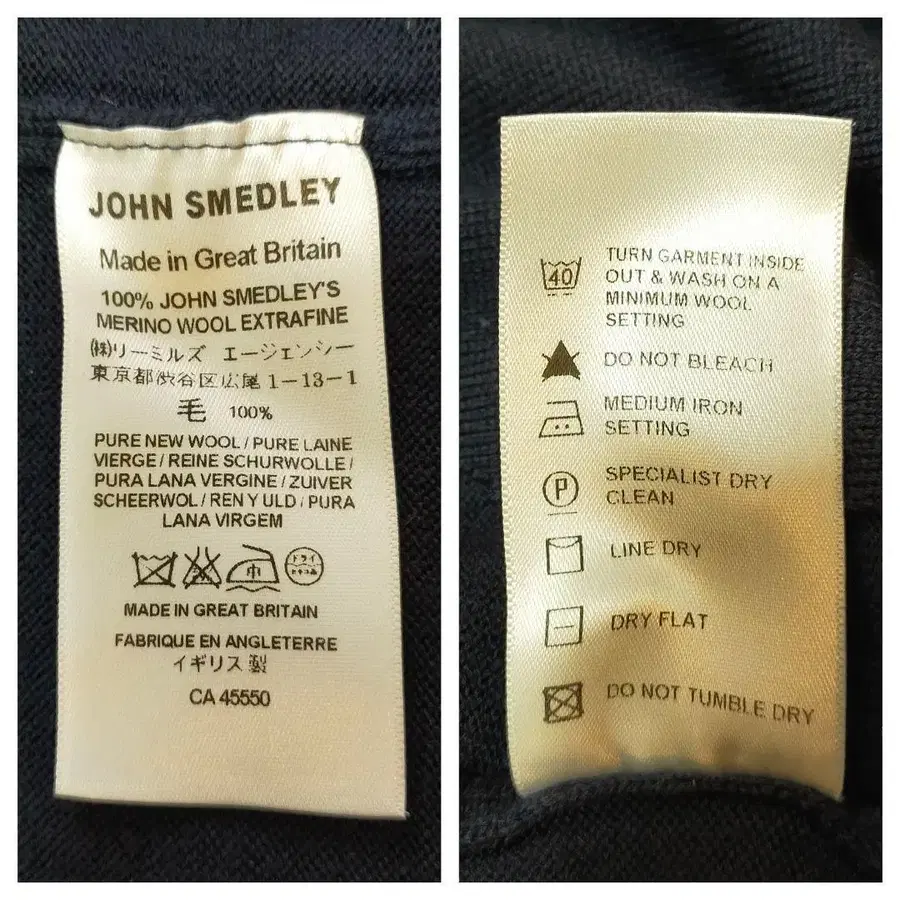 JOHN SMEDLEY
Made in Great Britain
100% JOHN SMEDLEY'S
MERINO WOOL EXTRAFINE
㈱リーミルズ エージェンシー
東京都渋谷区広尾1-13-1
毛 100%
PURE NEW WOOL / PURE LAINE
VIERGE / REINE SCHURWOLLE /
PURA LANA VERGINE / ZUIVER
SCHEERWOL / REN Y ULD / PURA
LANA VIRGEM
中 ドライ
MADE IN GREAT BRITAIN
FABRIQUE EN ANGLETERRE
イギリス製
CA 45550
40 TURN GARMENT INSIDE
OUT & WASH ON A
MINIMUM WOOL
SETTING
DO NOT BLEACH
MEDIUM IRON
SETTING
P SPECIALIST DRY
CLEAN
LINE DRY
DRY FLAT
DO NOT TUMBLE DRY